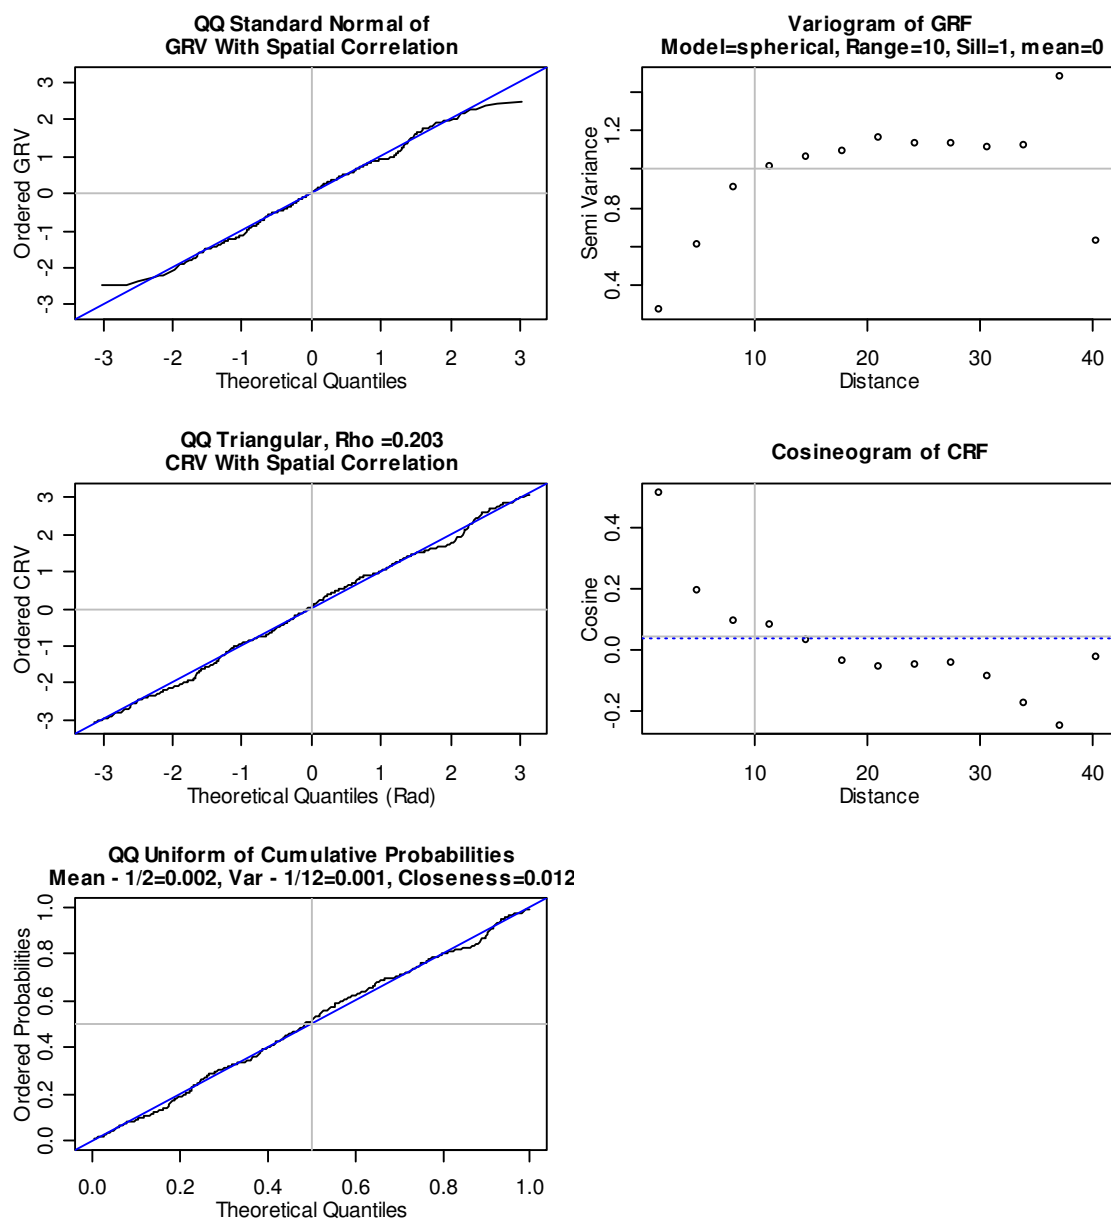 QQ Standard Normal of
GRV With Spatial Correlation
Ordered GRV
3
2
1
0
-1
-2
-3
-3 -2 -1 0 1 2 3
Theoretical Quantiles
Variogram of GRF
Model=spherical, Range=10, Sill=1, mean=0
Semi Variance
1.2
0.8
0.4
10 20 30 40
Distance
QQ Triangular, Rho =0.203
CRV With Spatial Correlation
Ordered CRV
3
2
1
0
-1
-2
-3
-3 -2 -1 0 1 2 3
Theoretical Quantiles (Rad)
Cosineogram of CRF
Cosine
0.4
0.2
0.0
-0.2
10 20 30 40
Distance
QQ Uniform of Cumulative Probabilities
Mean - 1/2=0.002, Var - 1/12=0.001, Closeness=0.012
Ordered Probabilities
1.0
0.8
0.6
0.4
0.2
0.0
0.0 0.2 0.4 0.6 0.8 1.0
Theoretical Quantiles